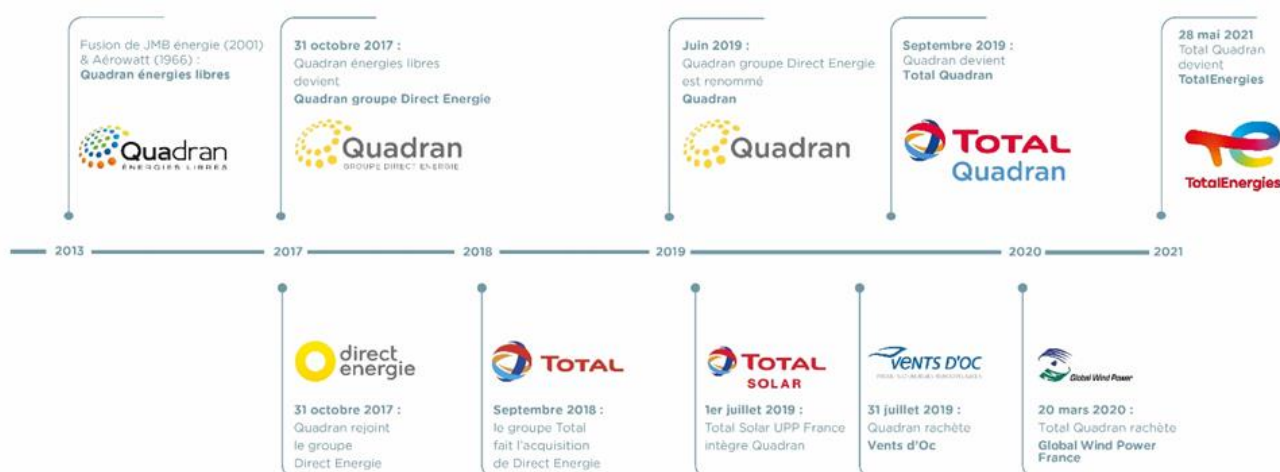 Fusion de JMB énergie (2001)
& Aérowatt (1966) :
Quadran énergies libres
Quadran
ÉNERGIES LIBRES
31 octobre 2017 :
Quadran énergies libres
devient
Quadran groupe Direct Energie
Quadran
GROUPE DIRECT ENERGIE
Juin 2019 :
Quadran groupe Direct Energie
est renommé
Quadran
Quadran
Septembre 2019 :
Quadran devient
Total Quadran
TOTAL
Quadran
28 mai 2021
Total Quadran
devient
TotalEnergies
TotalEnergies
2013 2017 2018 2019 2020 2021
direct
energie
31 octobre 2017 :
Quadran rejoint
le groupe
Direct Energie
TOTAL
Septembre 2018 :
le groupe Total
fait l'acquisition
de Direct Energie
TOTAL
SOLAR
1er juillet 2019 :
Total Solar UPP France
intègre Quadran
VENTS D'OC
31 juillet 2019 :
Quadran rachète
Vents d'Oc
Global Wind Power
20 mars 2020 :
Total Quadran rachète
Global Wind Power
France